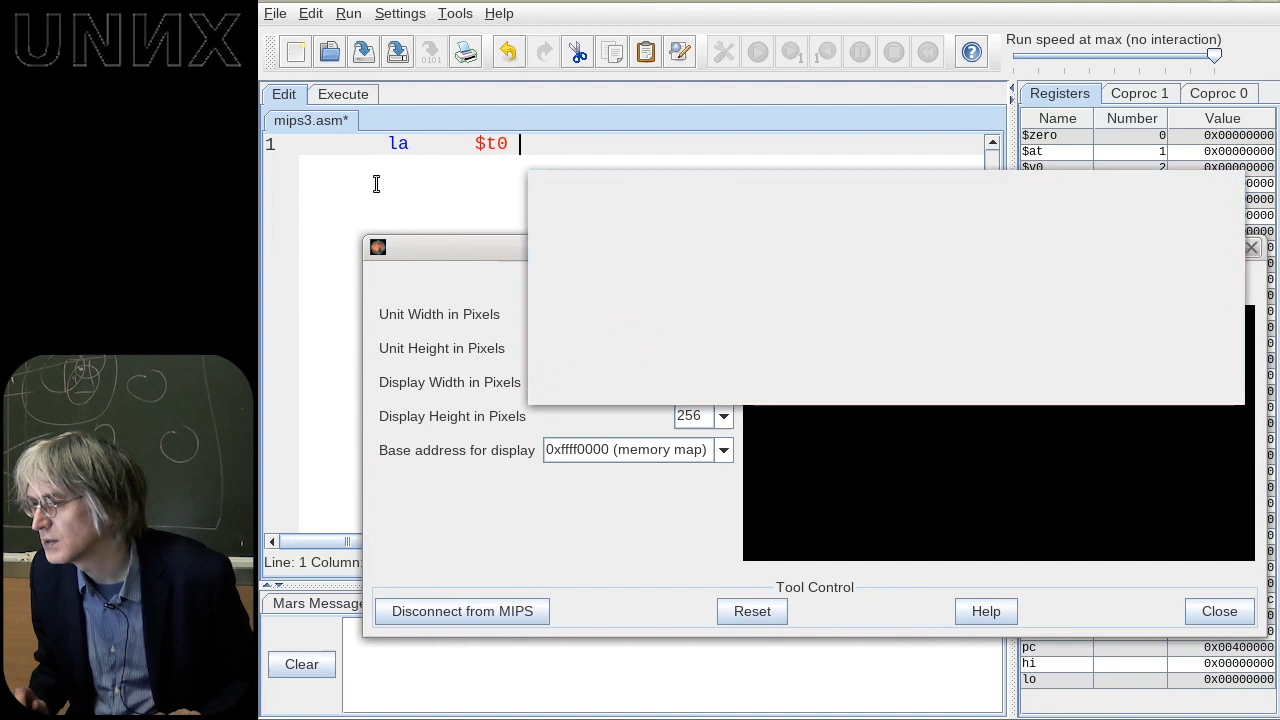 UNИX
File Edit Run Settings Tools Help
Run speed at max (no interaction)
Edit Execute
mips3.asm*
1 la $t0
Registers Coproc 1 Coproc 0
Name Number Value
$zero 0 0x00000000
$at 1 0x00000000
$v0 2 0x00000000
Unit Width in Pixels
Unit Height in Pixels
Display Width in Pixels
Display Height in Pixels 256
Base address for display 0xffff0000 (memory map)
Line: 1 Column:
Tool Control
Disconnect from MIPS Reset Help Close
Mars Message
Clear
pc 0x00400000
hi 0x00000000
lo 0x00000000